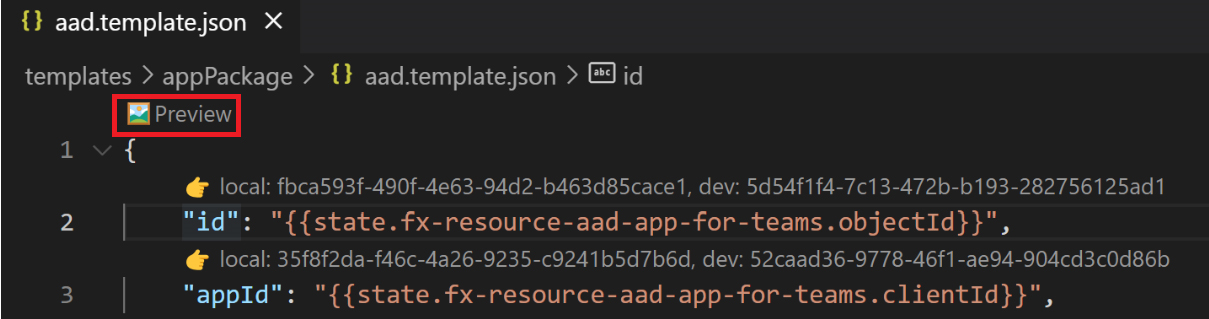 {} aad.template.json ×
templates > appPackage > {} aad.template.json > abc id
Preview
1 {
local: fbca593f-490f-4e63-94d2-b463d85cace1, dev: 5d54f1f4-7c13-472b-b193-282756125ad1
2 "id": "{{state.fx-resource-aad-app-for-teams.objectId}}",
local: 35f8f2da-f46c-4a26-9235-c9241b5d7b6d, dev: 52caad36-9778-46f1-ae94-904cd3c0d86b
3 "appId": "{{state.fx-resource-aad-app-for-teams.clientId}}",